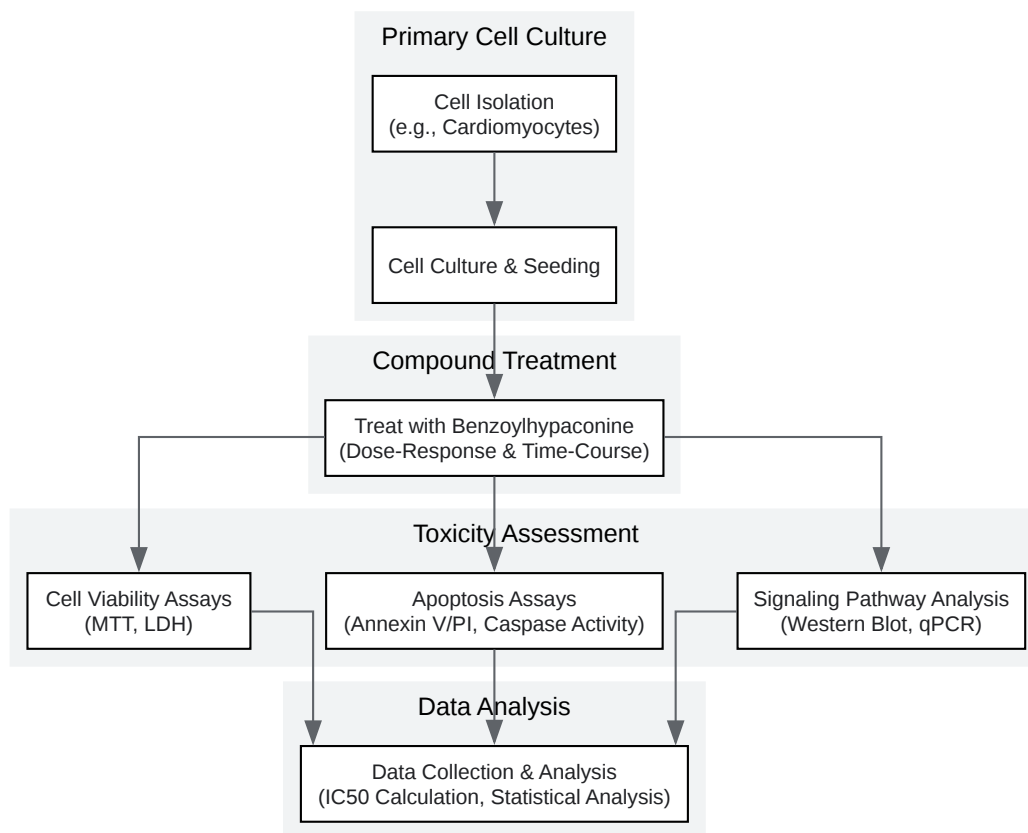 Primary Cell Culture
Cell Isolation
(e.g., Cardiomyocytes)
Cell Culture & Seeding
Compound Treatment
Treat with Benzoylhypaconine
(Dose-Response & Time-Course)
Toxicity Assessment
Cell Viability Assays
(MTT, LDH)
Apoptosis Assays
(Annexin V/PI, Caspase Activity)
Signaling Pathway Analysis
(Western Blot, qPCR)
Data Analysis
Data Collection & Analysis
(IC50 Calculation, Statistical Analysis)